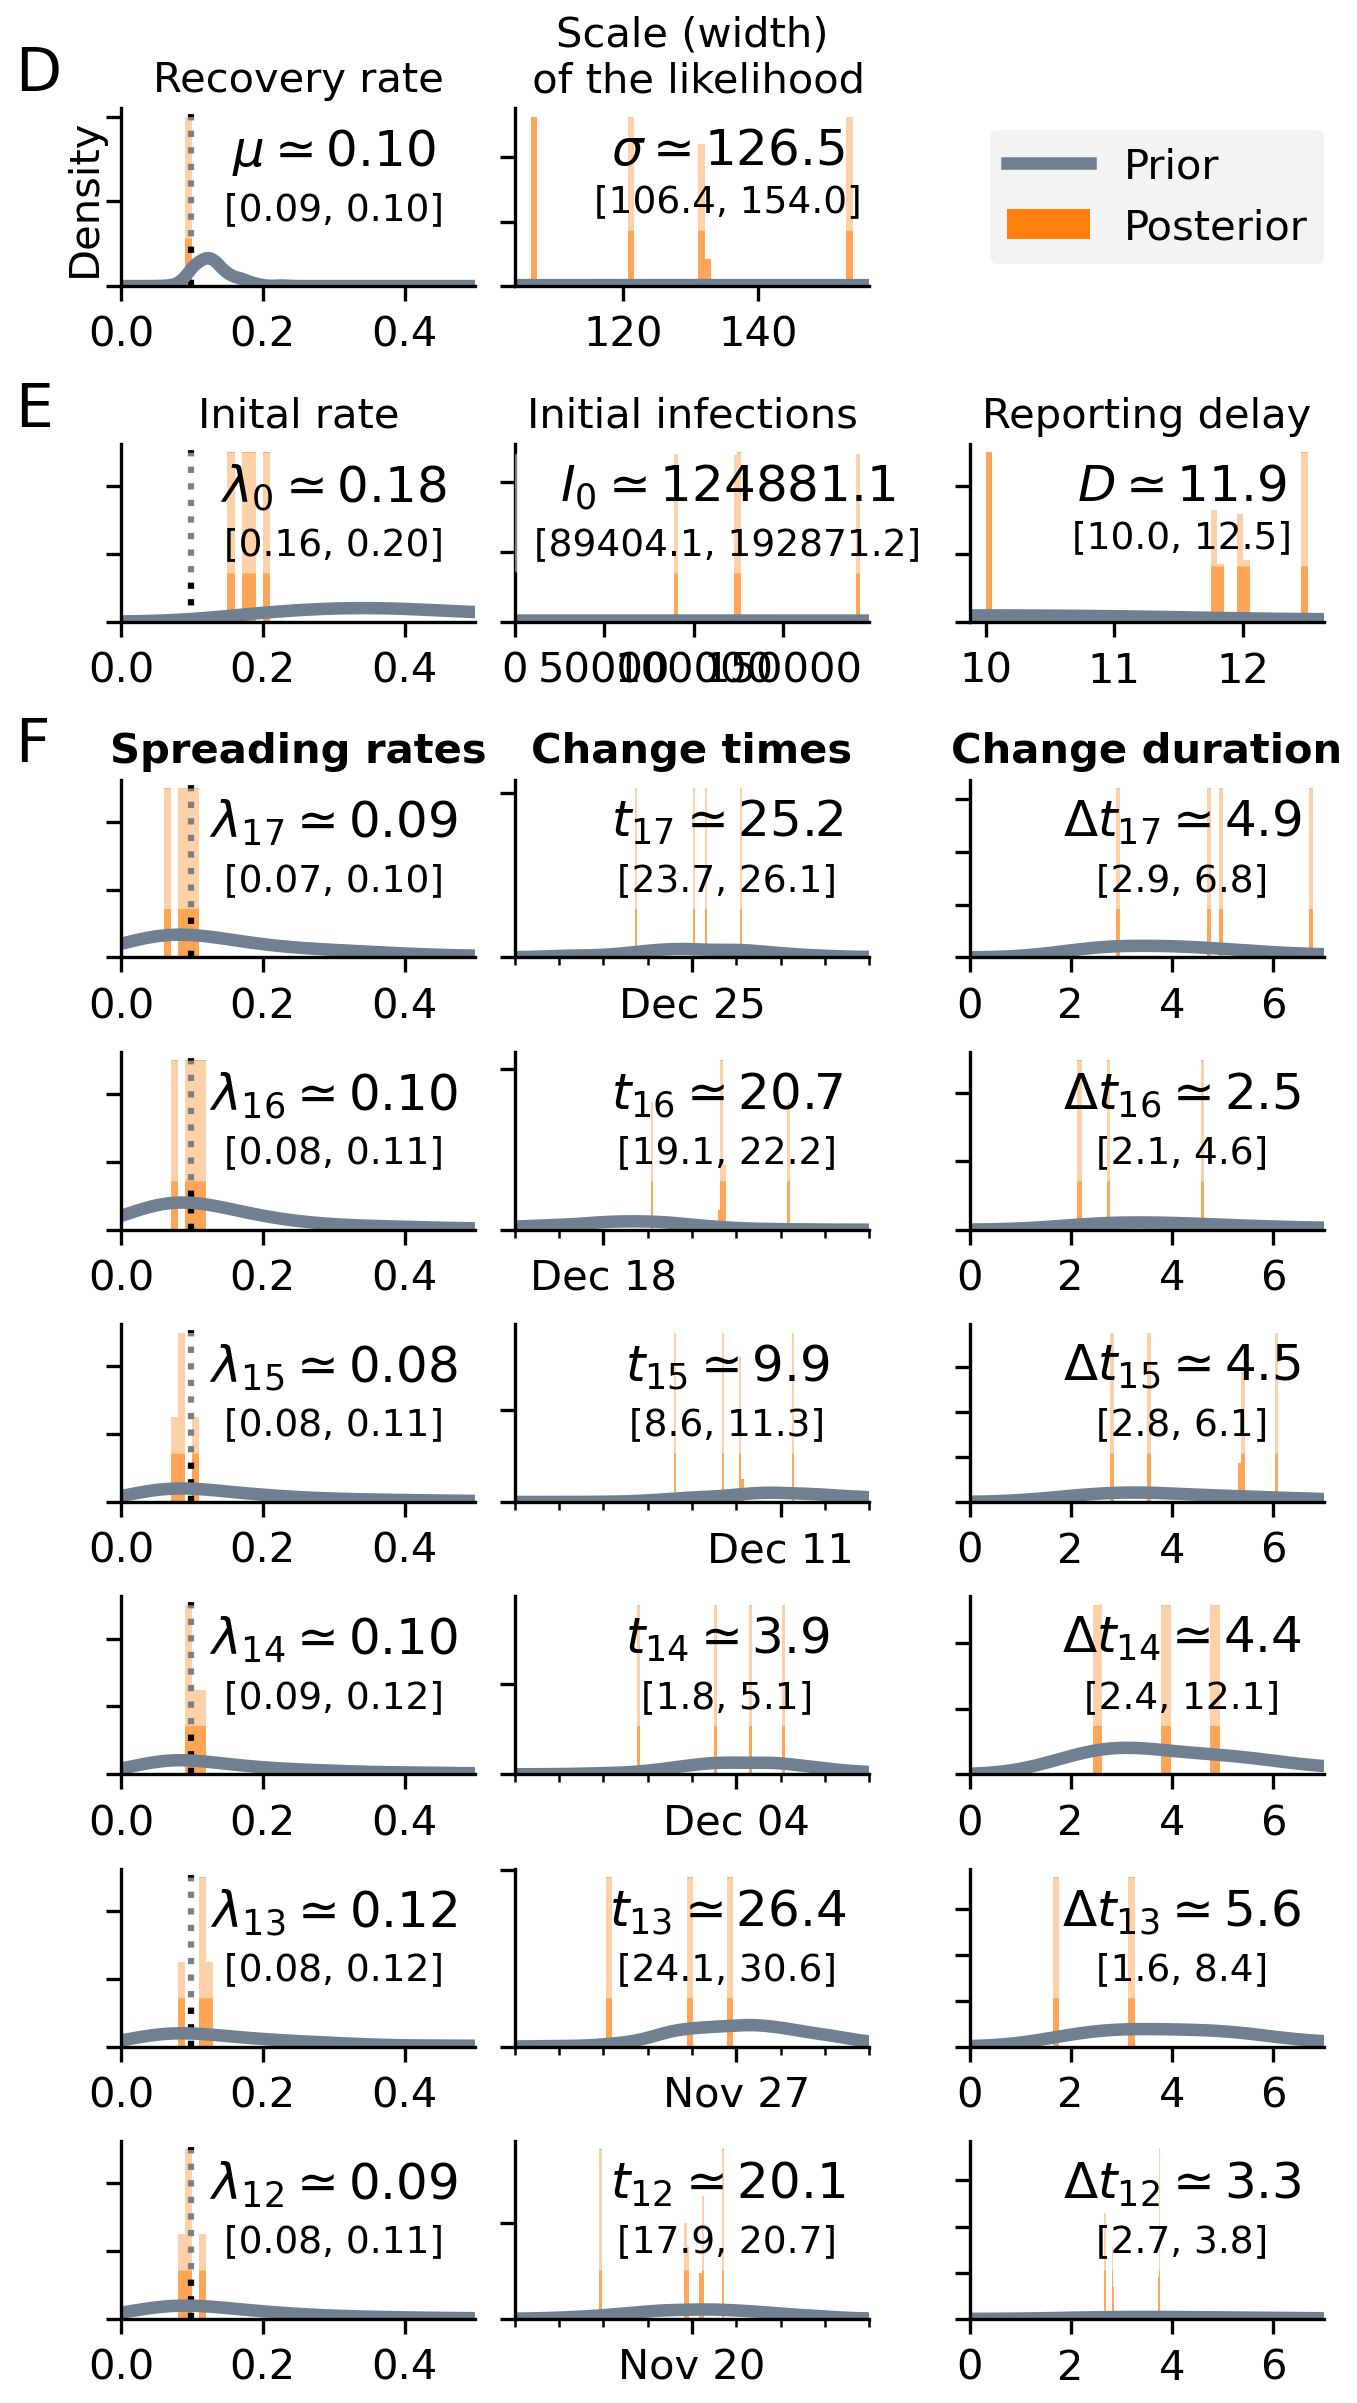 D
Recovery rate
Scale (width)
of the likelihood
Density
μ ≃ 0.10
[0.09, 0.10]
0.0 0.2 0.4
σ ≃ 126.5
[106.4, 154.0]
120 140
Prior
Posterior
E
Inital rate
λ0 ≃ 0.18
[0.16, 0.20]
0.0 0.2 0.4
Initial infections
I0 ≃ 124881.1
[89404.1, 192871.2]
0 50000 100000 150000
Reporting delay
D ≃ 11.9
[10.0, 12.5]
10 11 12
F
Spreading rates
Change times
Change duration
λ17 ≃ 0.09
[0.07, 0.10]
0.0 0.2 0.4
t17 ≃ 25.2
[23.7, 26.1]
Dec 25
Δt17 ≃ 4.9
[2.9, 6.8]
0 2 4 6
λ16 ≃ 0.10
[0.08, 0.11]
0.0 0.2 0.4
t16 ≃ 20.7
[19.1, 22.2]
Dec 18
Δt16 ≃ 2.5
[2.1, 4.6]
0 2 4 6
λ15 ≃ 0.08
[0.08, 0.11]
0.0 0.2 0.4
t15 ≃ 9.9
[8.6, 11.3]
Dec 11
Δt15 ≃ 4.5
[2.8, 6.1]
0 2 4 6
λ14 ≃ 0.10
[0.09, 0.12]
0.0 0.2 0.4
t14 ≃ 3.9
[1.8, 5.1]
Dec 04
Δt14 ≃ 4.4
[2.4, 12.1]
0 2 4 6
λ13 ≃ 0.12
[0.08, 0.12]
0.0 0.2 0.4
t13 ≃ 26.4
[24.1, 30.6]
Nov 27
Δt13 ≃ 5.6
[1.6, 8.4]
0 2 4 6
λ12 ≃ 0.09
[0.08, 0.11]
0.0 0.2 0.4
t12 ≃ 20.1
[17.9, 20.7]
Nov 20
Δt12 ≃ 3.3
[2.7, 3.8]
0 2 4 6